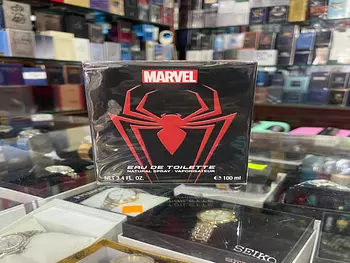 MARVEL
EAU DE TOILETTE
NATURAL SPRAY · VAPORISATEUR
NET 3.4 FL. OZ. ℮ 100 ml
SEIKO